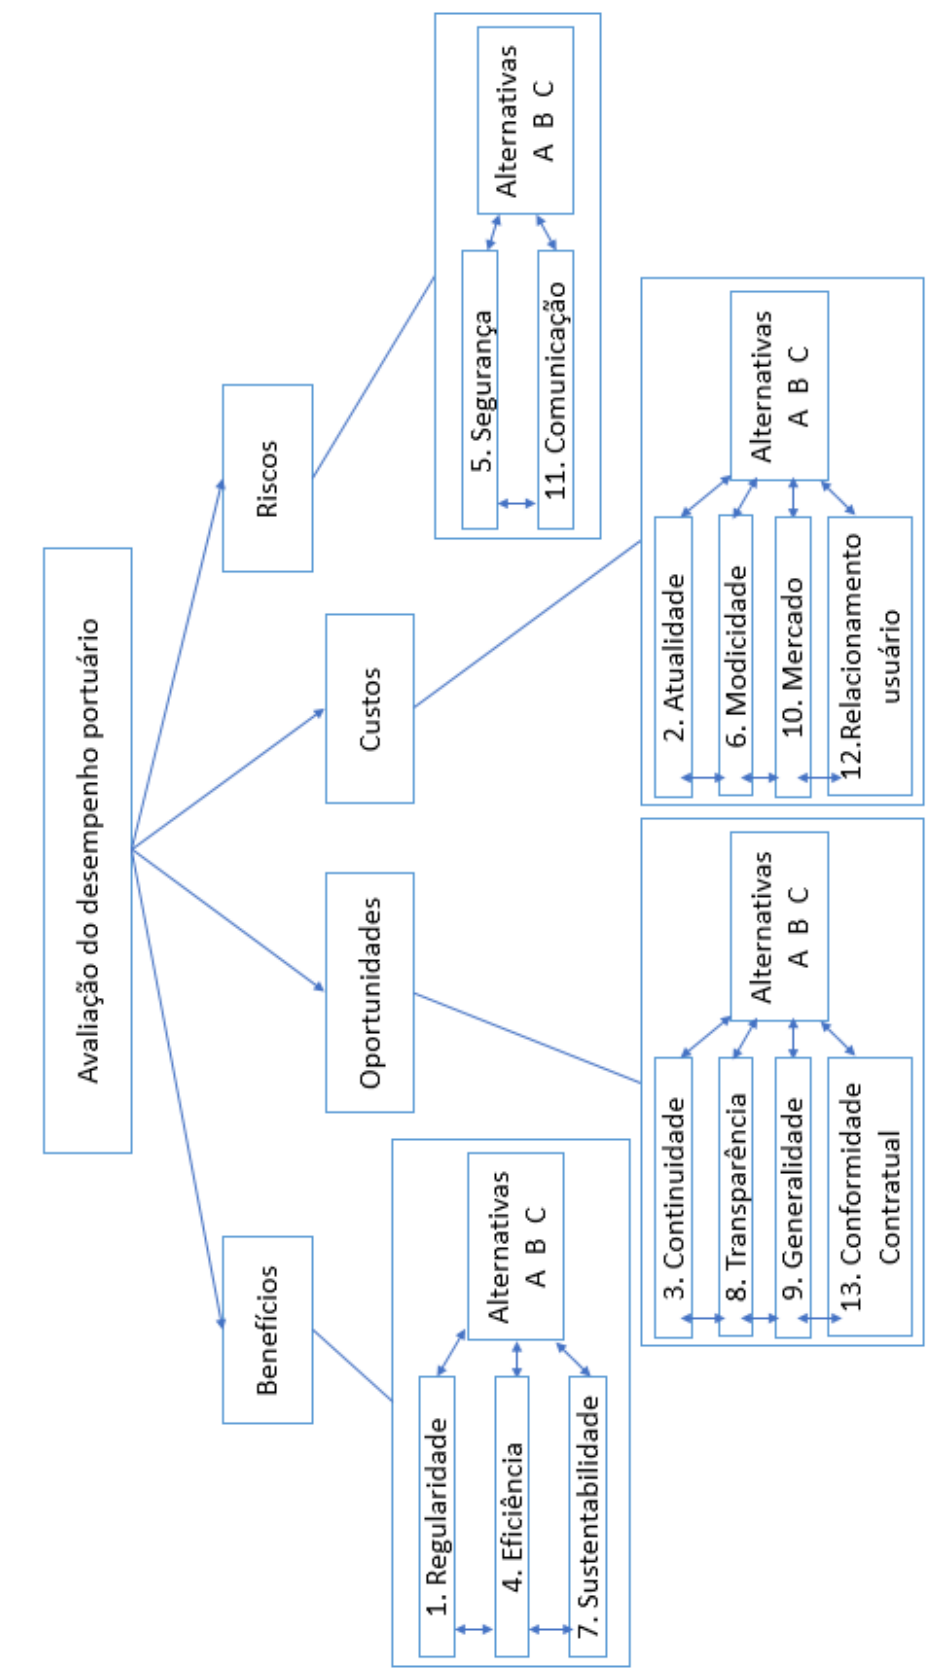 Avaliação do desempenho portuário
Benefícios
Oportunidades
Custos
Riscos
1. Regularidade
4. Eficiência
7. Sustentabilidade
Alternativas
A B C
3. Continuidade
8. Transparência
9. Generalidade
13. Conformidade
Contratual
Alternativas
A B C
2. Atualidade
6. Modicidade
10. Mercado
12.Relacionamento
usuário
Alternativas
A B C
5. Segurança
11. Comunicação
Alternativas
A B C